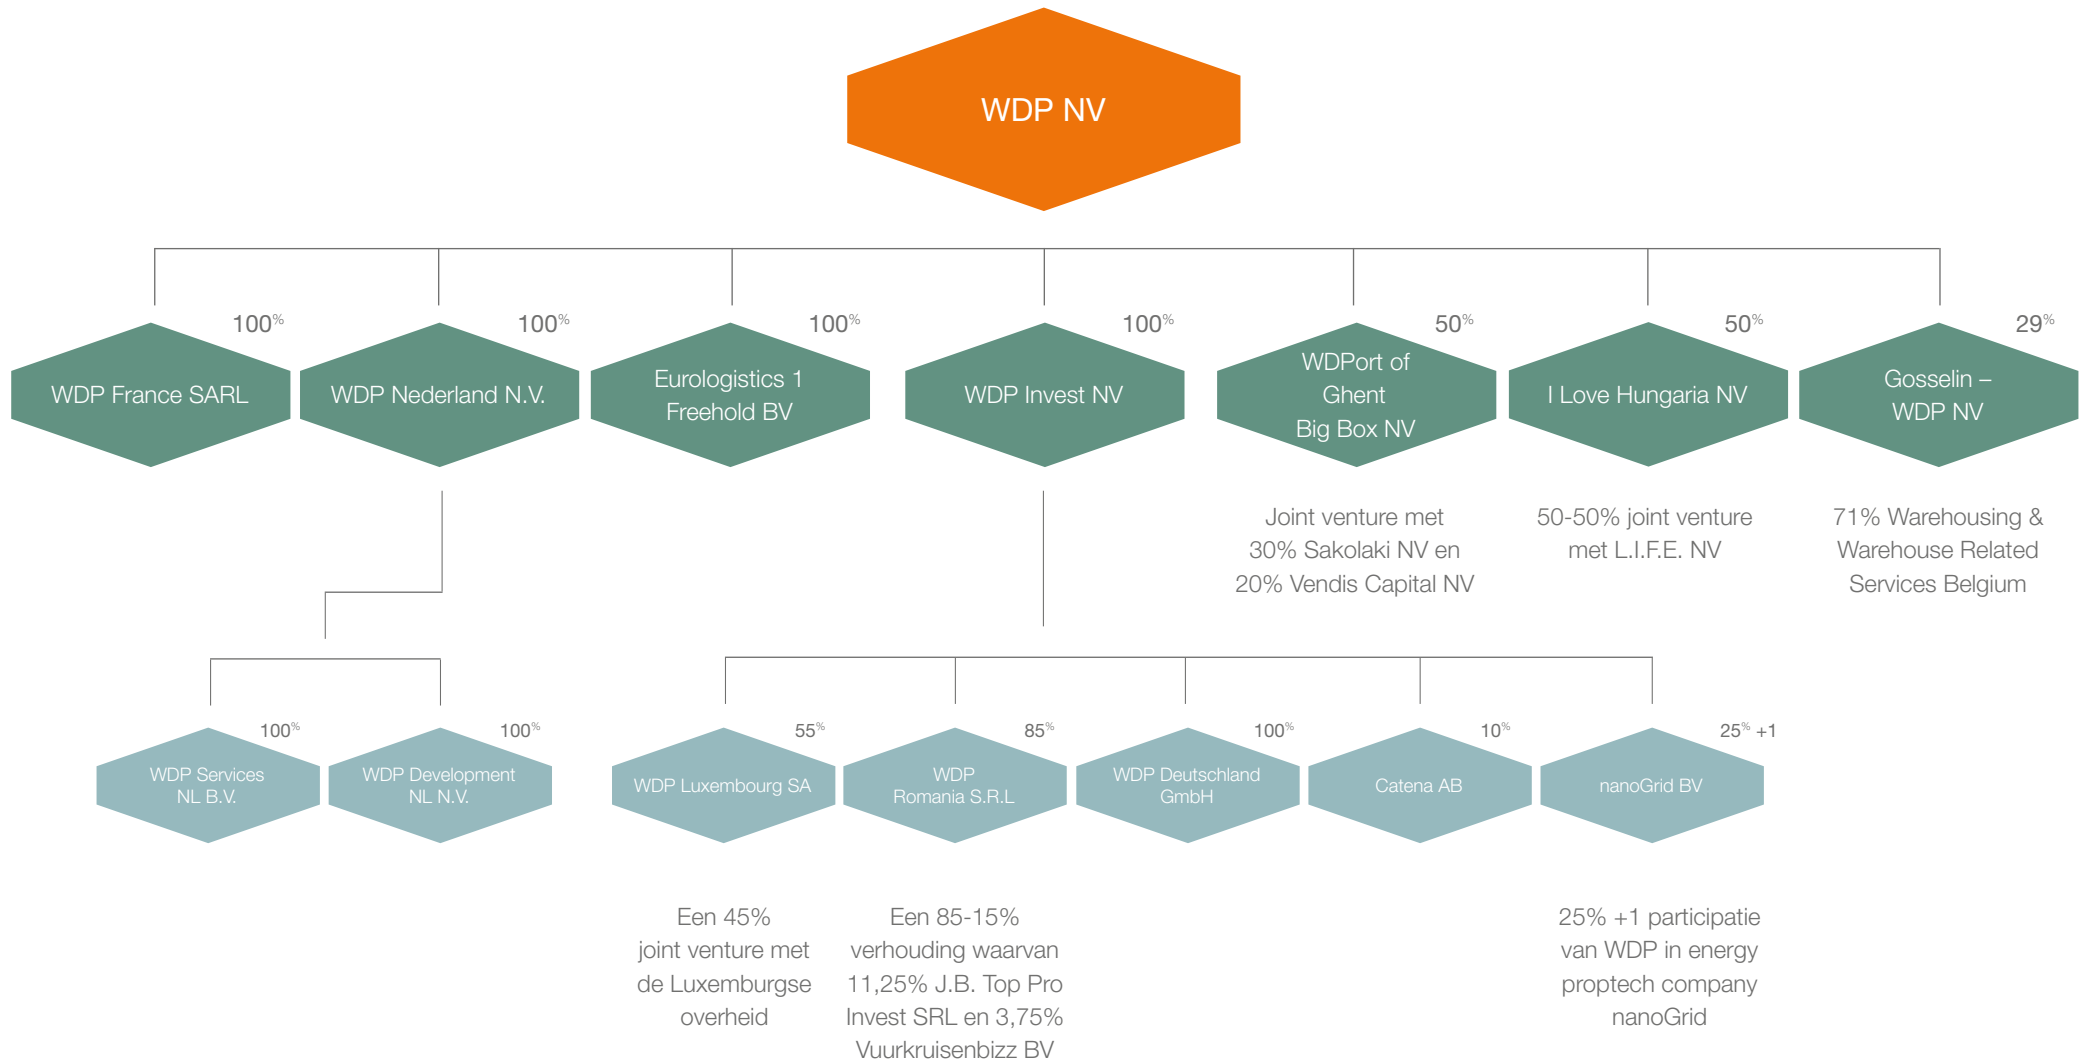 WDP NV
100%
WDP France SARL
100%
WDP Nederland N.V.
100%
Eurologistics 1
Freehold BV
100%
WDP Invest NV
50%
WDPort of
Ghent
Big Box NV
50%
I Love Hungaria NV
29%
Gosselin –
WDP NV
Joint venture met
30% Sakolaki NV en
20% Vendis Capital NV
50-50% joint venture
met L.I.F.E. NV
71% Warehousing &
Warehouse Related
Services Belgium
100%
WDP Services
NL B.V.
100%
WDP Development
NL N.V.
55%
WDP Luxembourg SA
85%
WDP
Romania S.R.L
100%
WDP Deutschland
GmbH
10%
Catena AB
25% +1
nanoGrid BV
Een 45%
joint venture met
de Luxemburgse
overheid
Een 85-15%
verhouding waarvan
11,25% J.B. Top Pro
Invest SRL en 3,75%
Vuurkruisenbizz BV
25% +1 participatie
van WDP in energy
proptech company
nanoGrid